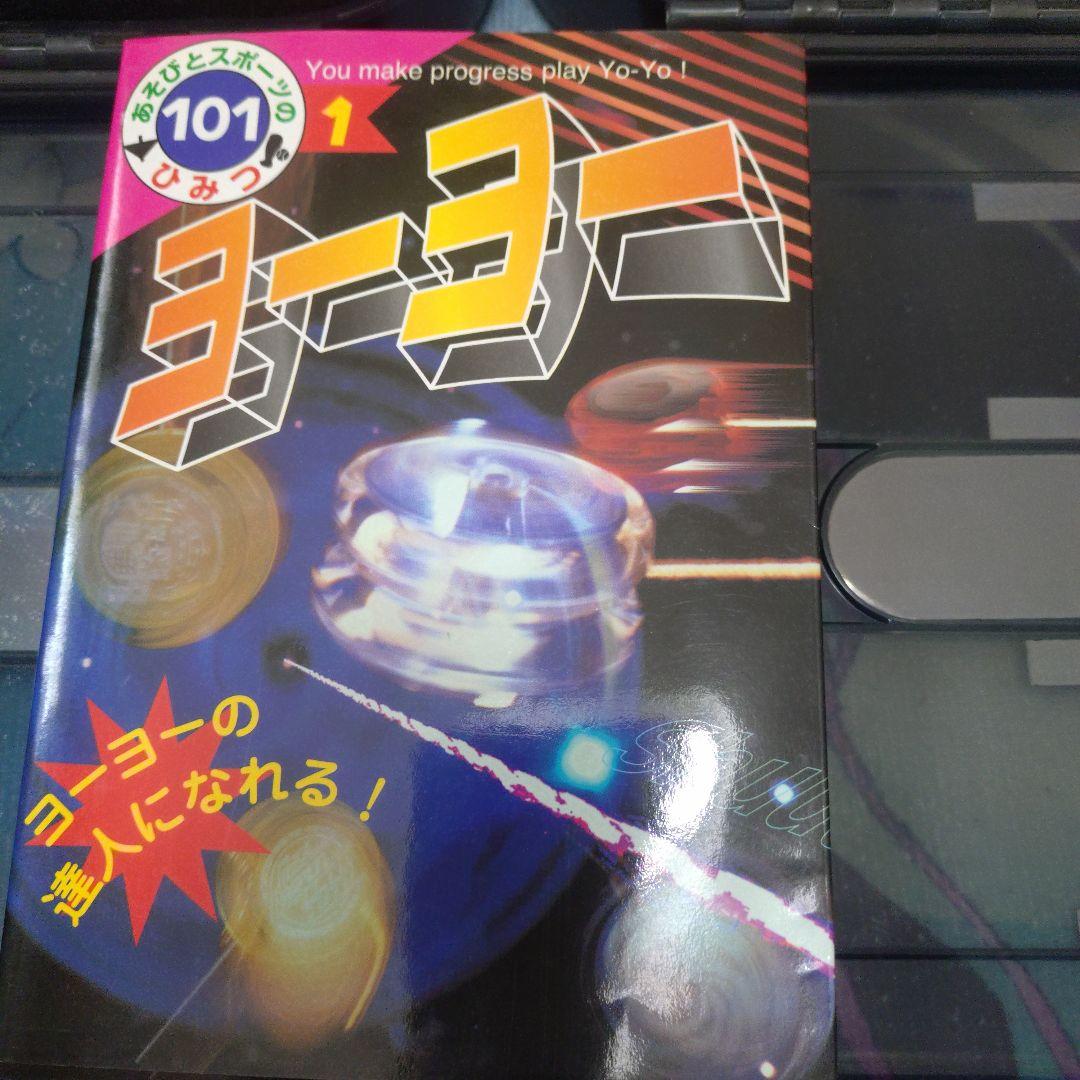 あそびとスポーツの
101
ひみつ
1
You make progress play Yo-Yo !
ヨーヨー
ヨーヨーの
達人になれる!